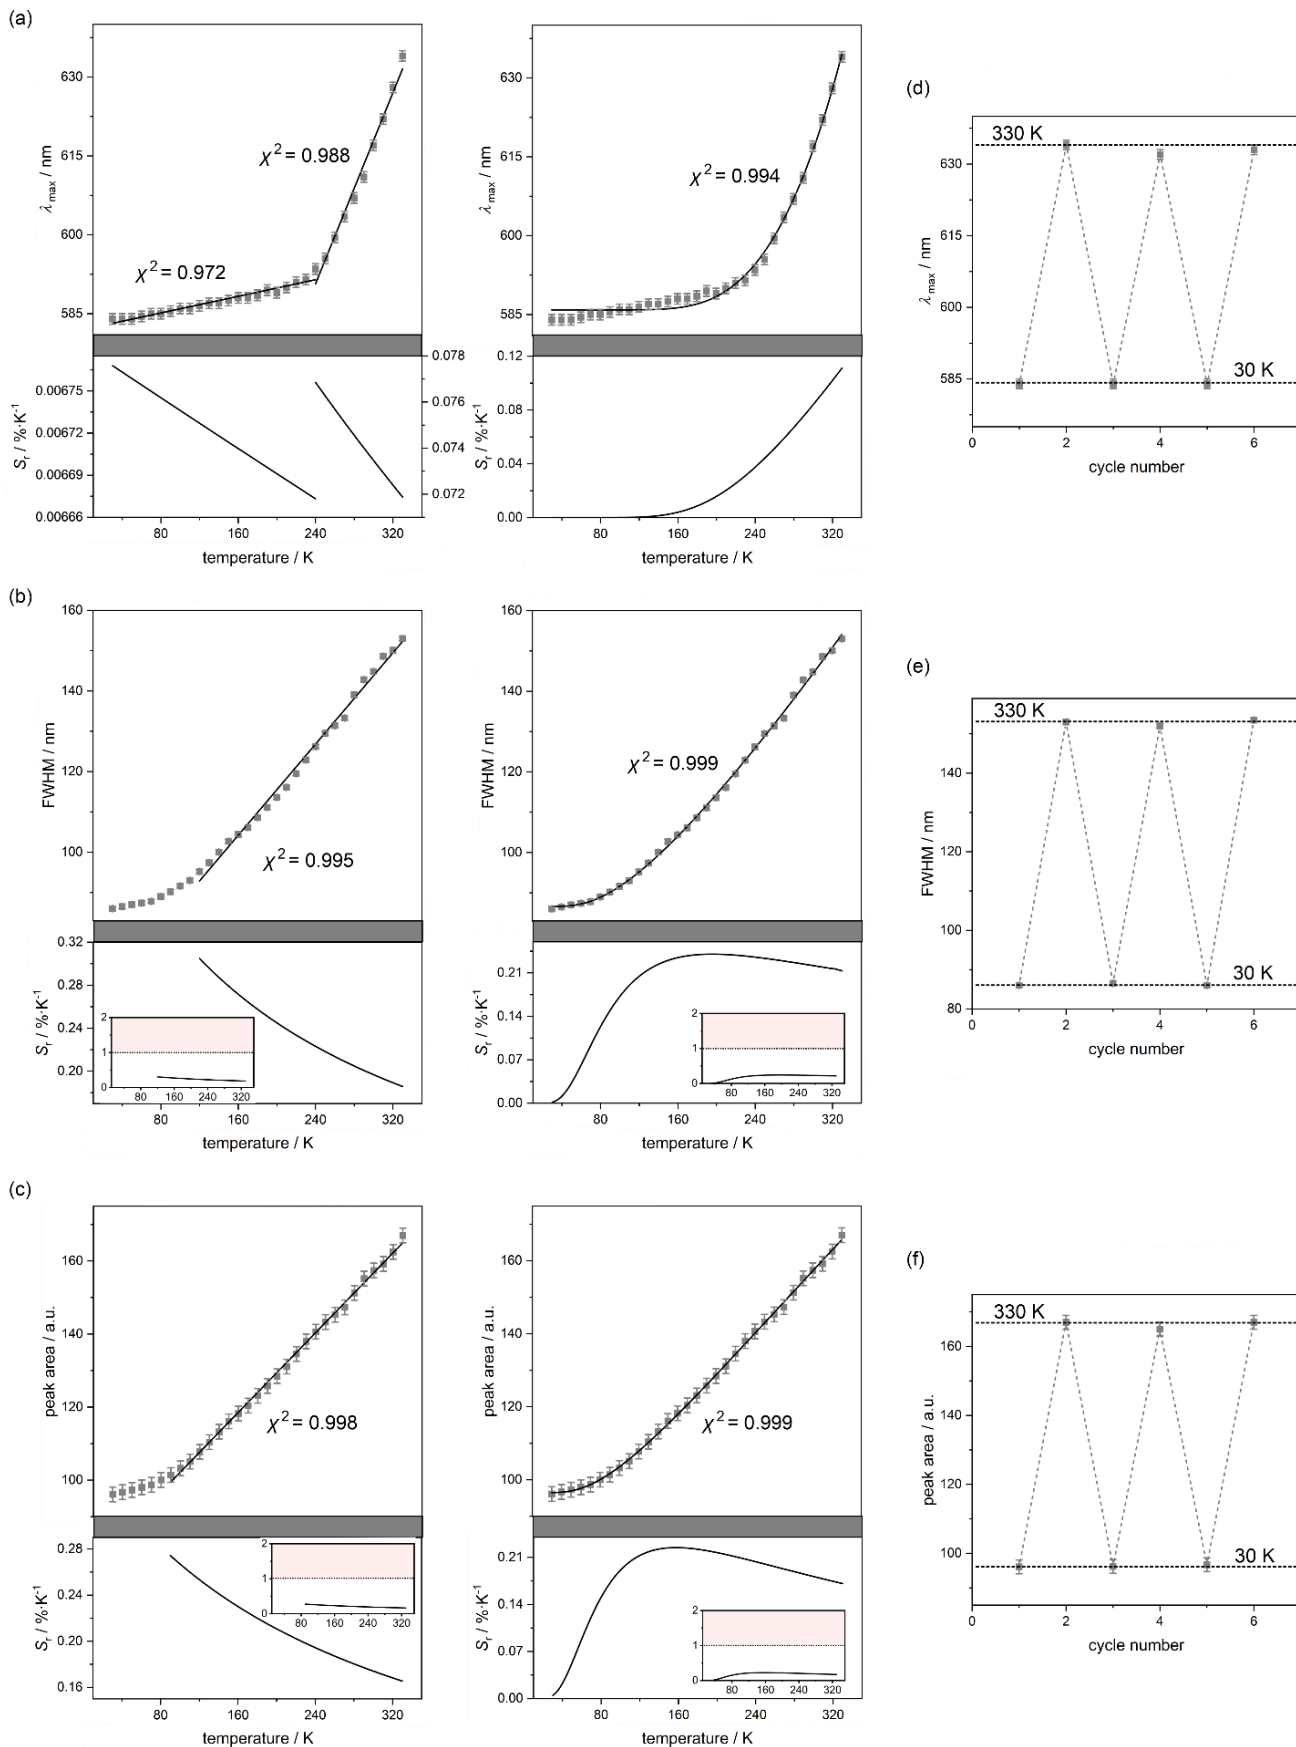 (a)
630
615
600
585
λmax / nm
χ² = 0.988
χ² = 0.972
0.00675
0.00672
0.00669
0.00666
Sr / %·K⁻¹
0.078
0.076
0.074
0.072
80 160 240 320
temperature / K
630
615
600
585
λmax / nm
χ² = 0.994
0.12
0.08
0.04
0.00
Sr / %·K⁻¹
80 160 240 320
temperature / K
(d)
330 K
630
615
600
585
λmax / nm
30 K
0 2 4 6
cycle number
(b)
160
140
120
100
FWHM / nm
χ² = 0.995
0.32
0.28
0.24
0.20
Sr / %·K⁻¹
2
1
0
80 160 240 320
80 160 240 320
temperature / K
160
140
120
100
FWHM / nm
χ² = 0.999
0.21
0.14
0.07
0.00
Sr / %·K⁻¹
2
1
0
80 160 240 320
80 160 240 320
temperature / K
(e)
330 K
140
120
100
80
FWHM / nm
30 K
0 2 4 6
cycle number
(c)
160
140
120
100
peak area / a.u.
χ² = 0.998
0.28
0.24
0.20
0.16
Sr / %·K⁻¹
2
1
0
80 160 240 320
80 160 240 320
temperature / K
160
140
120
100
peak area / a.u.
χ² = 0.999
0.21
0.14
0.07
0.00
Sr / %·K⁻¹
2
1
0
80 160 240 320
80 160 240 320
temperature / K
(f)
330 K
160
140
120
100
peak area / a.u.
30 K
0 2 4 6
cycle number